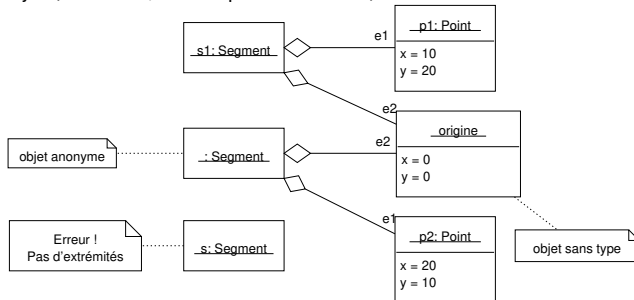 e1
p1: Point
s1: Segment
x = 10
y = 20
e2
origine
e2
objet anonyme
: Segment
x = 0
y = 0
e1
p2: Point
Erreur !
Pas d'extrémités
s: Segment
objet sans type
x = 20
y = 10